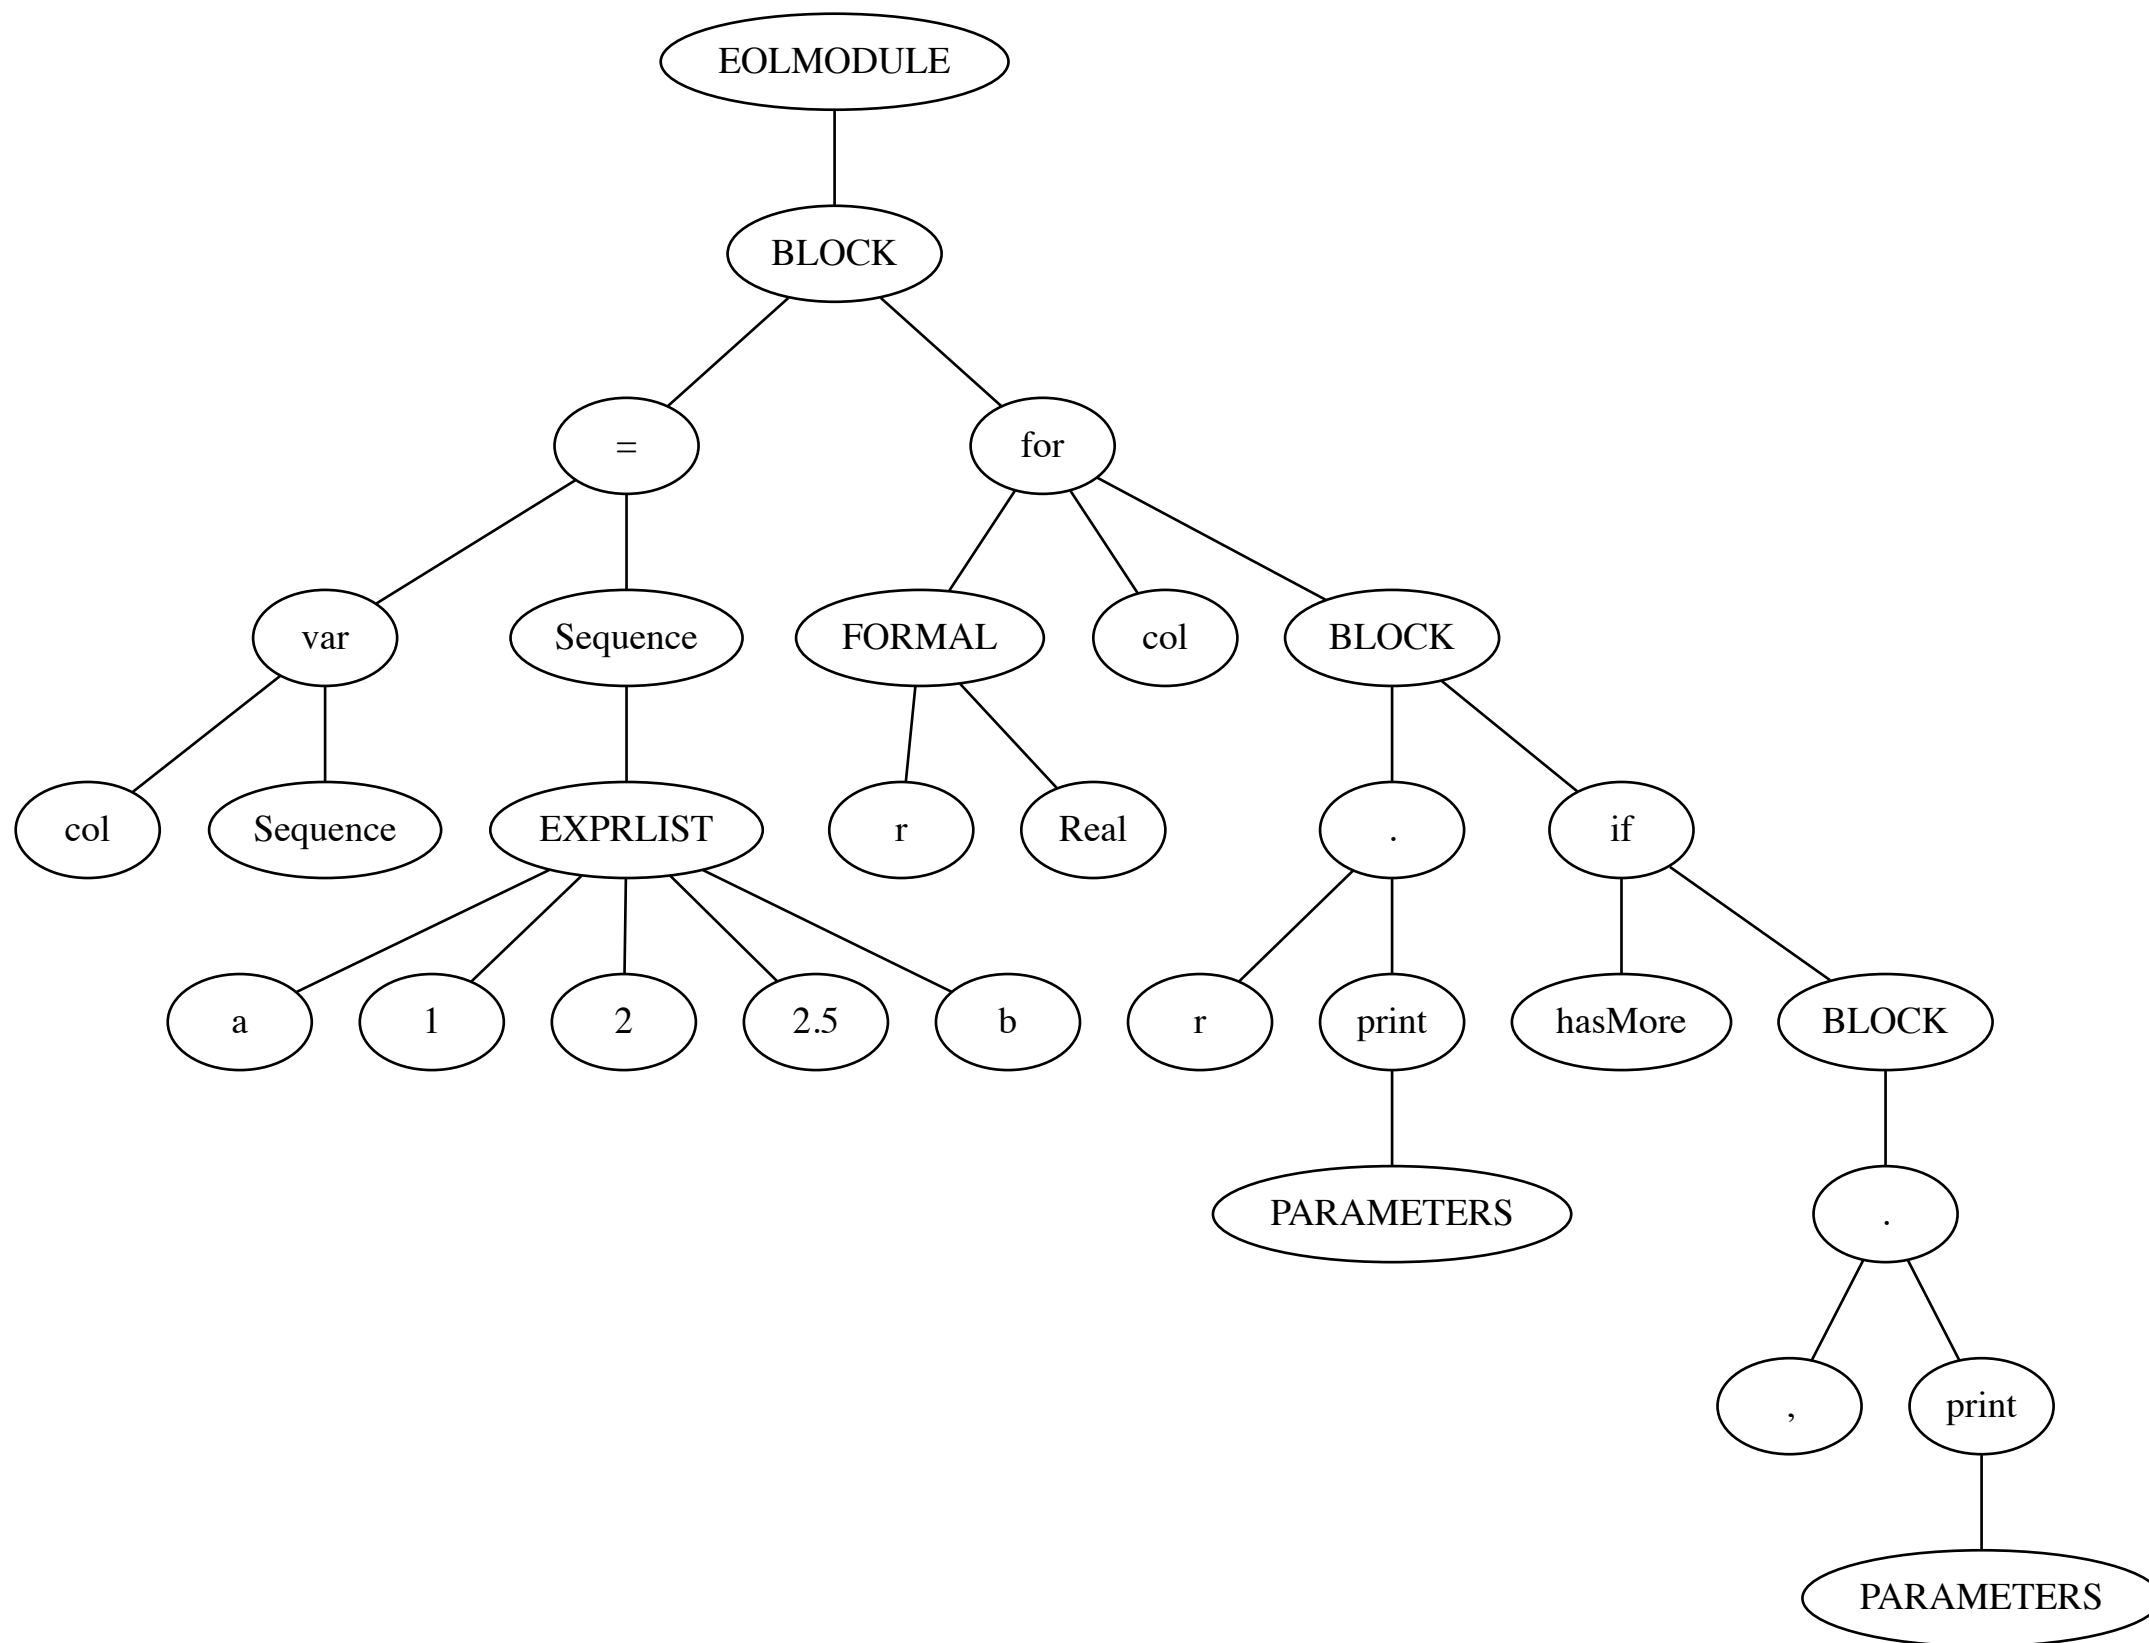 EOLMODULE
BLOCK
= for
var Sequence FORMAL col BLOCK
col Sequence EXPRLIST r Real . if
a 1 2 2.5 b r print hasMore BLOCK
PARAMETERS .
, print
PARAMETERS